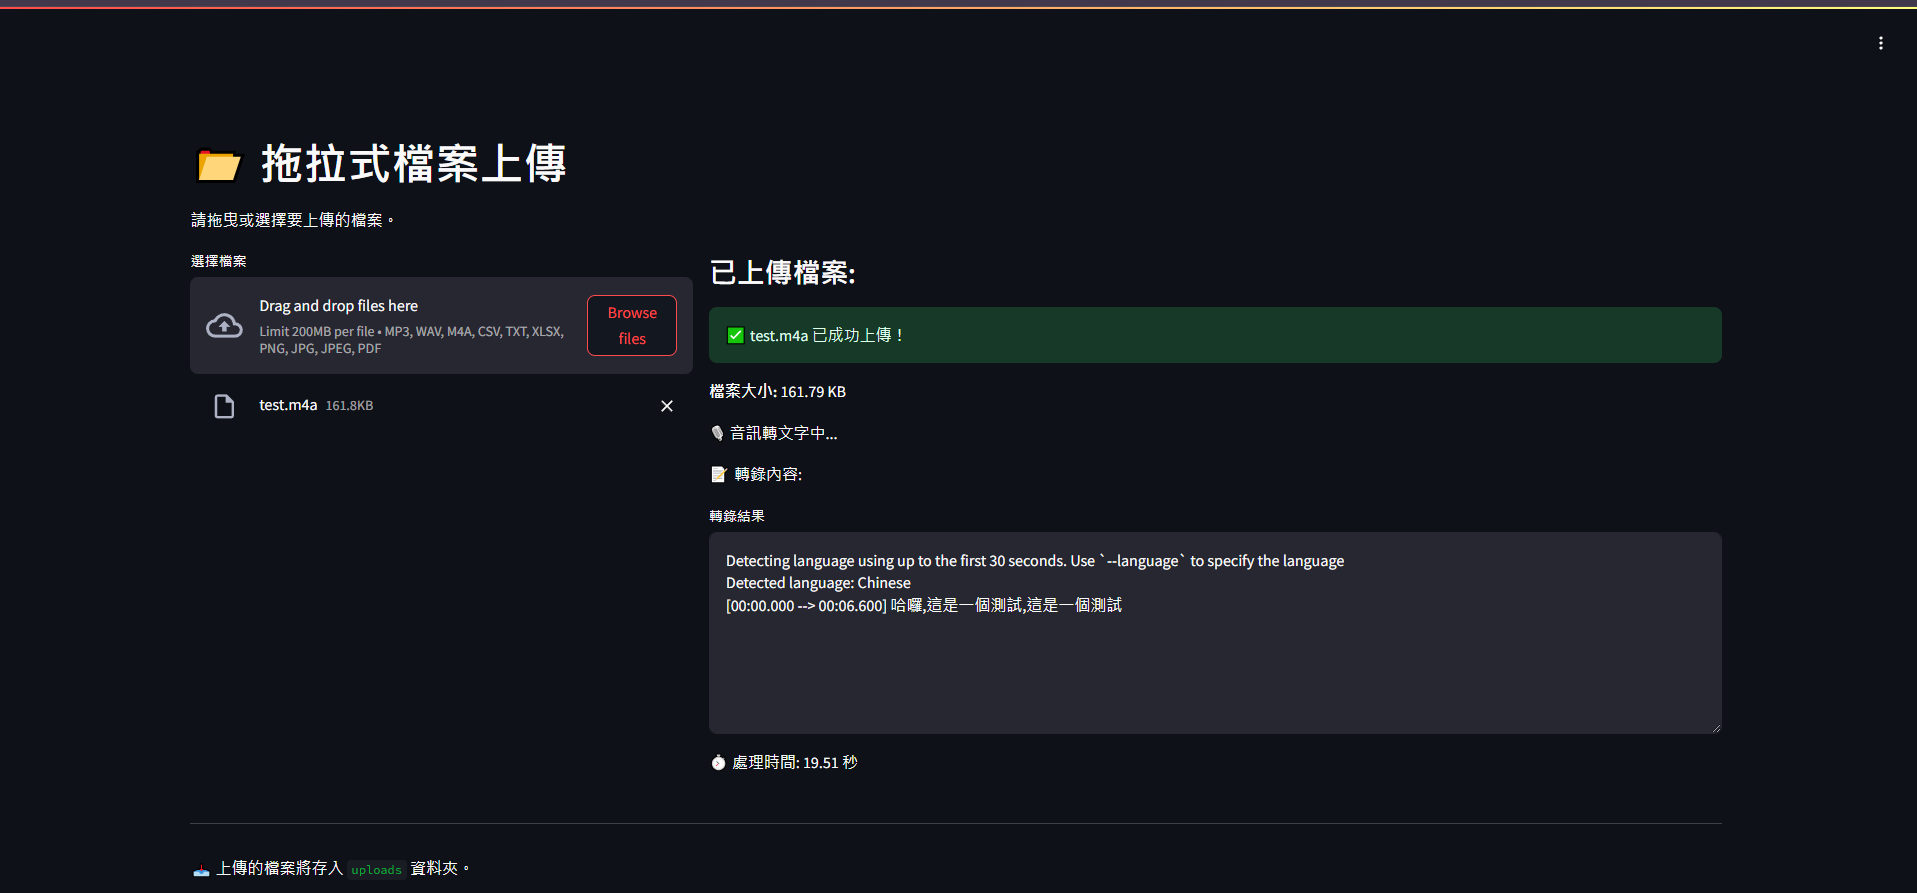 拖拉式檔案上傳
請拖曳或選擇要上傳的檔案。
選擇檔案
Drag and drop files here
Limit 200MB per file • MP3, WAV, M4A, CSV, TXT, XLSX,
PNG, JPG, JPEG, PDF
Browse
files
test.m4a 161.8KB
已上傳檔案:
test.m4a 已成功上傳！
檔案大小: 161.79 KB
音訊轉文字中...
轉錄內容:
轉錄結果
Detecting language using up to the first 30 seconds. Use `--language` to specify the language
Detected language: Chinese
[00:00.000 --> 00:06.600] 哈囉,這是一個測試,這是一個測試
處理時間: 19.51 秒
上傳的檔案將存入 uploads 資料夾。